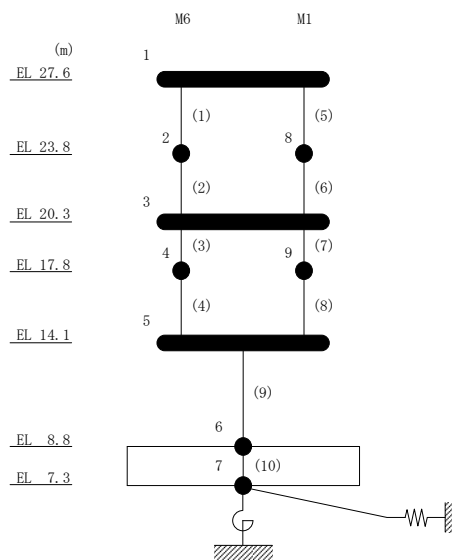 M6 M1
(m)
1
EL 27.6
(1) (5)
2 8
EL 23.8
(2) (6)
3
EL 20.3
(3) (7)
4 9
EL 17.8
(4) (8)
5
EL 14.1
(9)
6
EL 8.8
7 (10)
EL 7.3